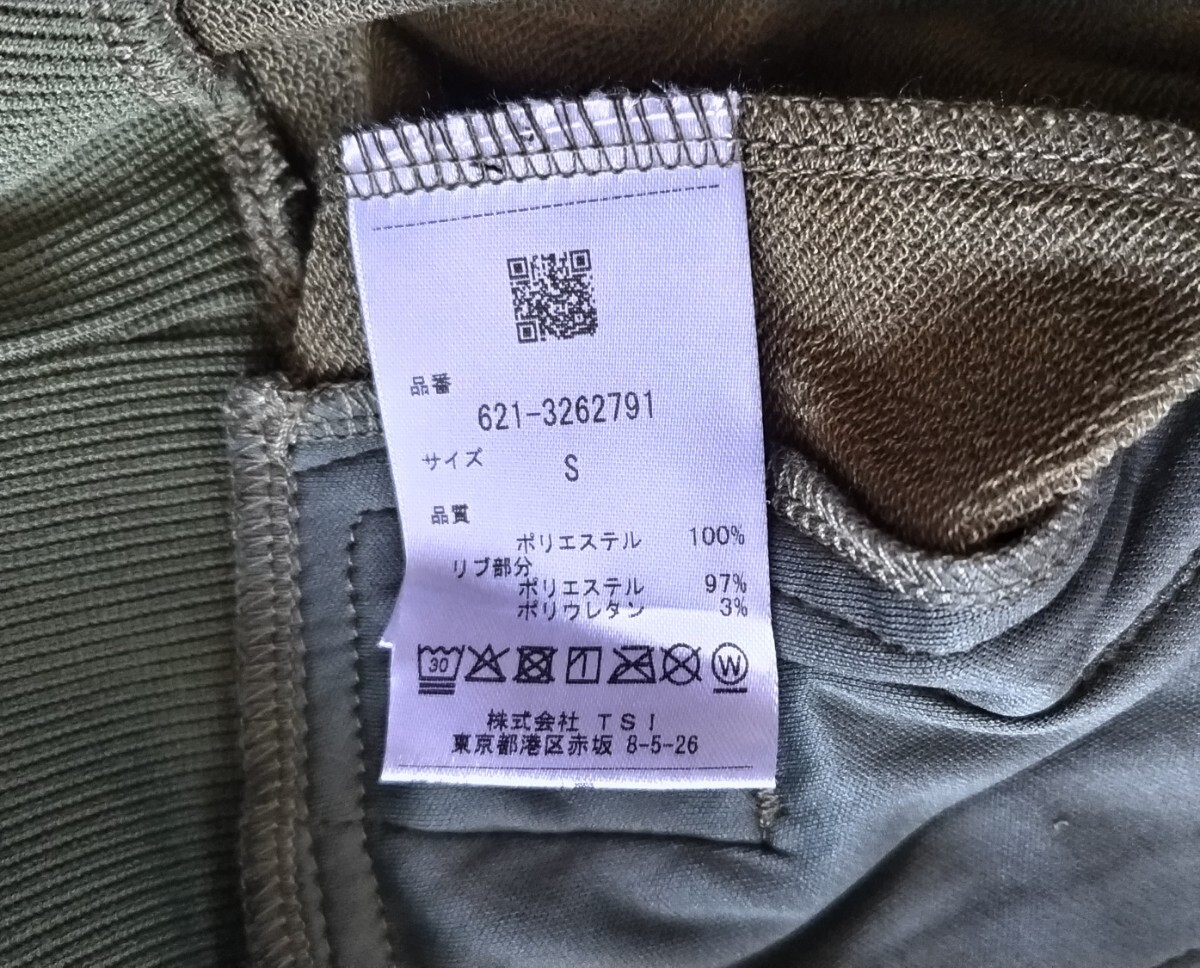 品番
621-3262791
サイズ S
品質
ポリエステル 100%
リブ部分
ポリエステル 97%
ポリウレタン 3%
30 W
株式会社 TSI
東京都港区赤坂 8-5-26